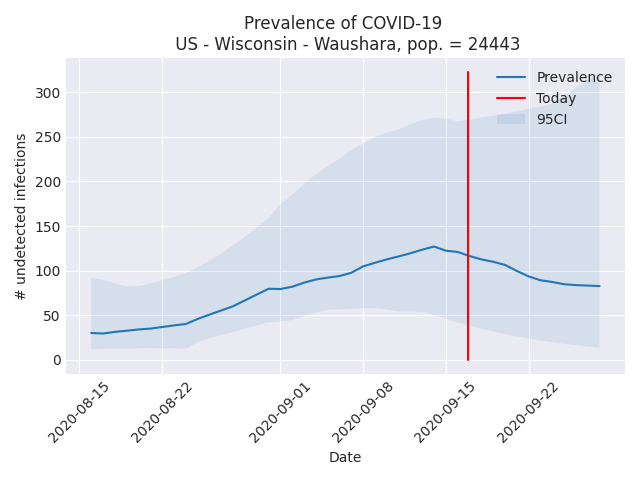 Prevalence of COVID-19
US - Wisconsin - Waushara, pop. = 24443
Prevalence
Today
95CI
300
250
200
150
100
50
0
# undetected infections
2020-08-15
2020-08-22
2020-09-01
2020-09-08
2020-09-15
2020-09-22
Date